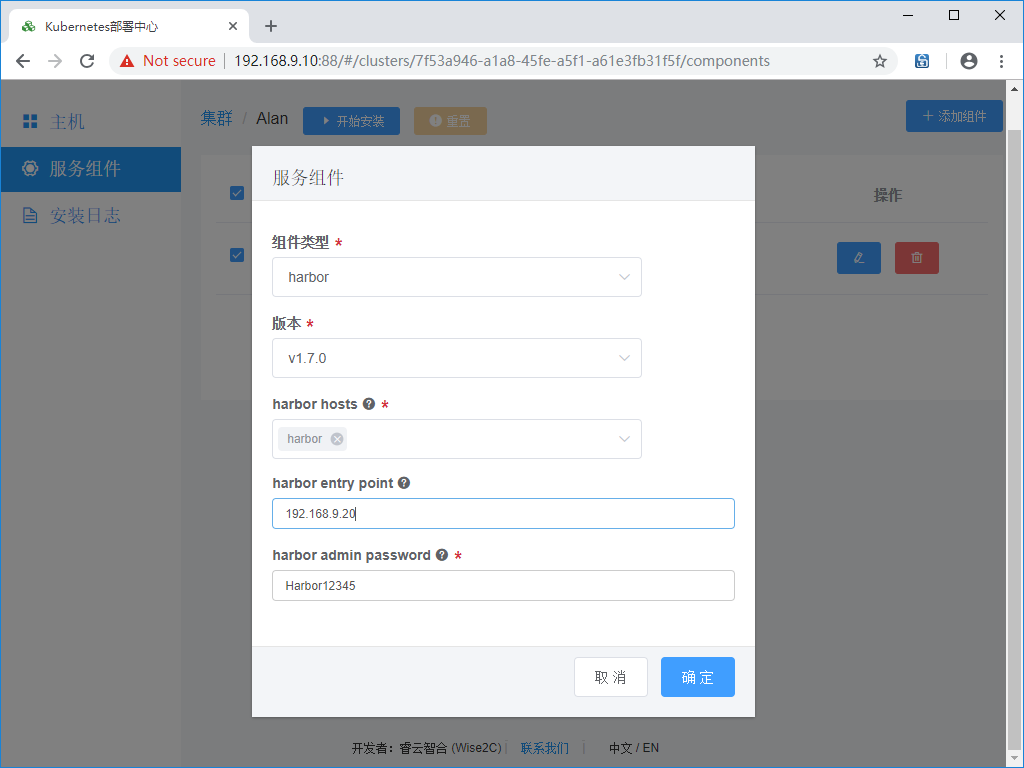 Kubernetes部署中心
Not secure
192.168.9.10:88/#/clusters/7f53a946-a1a8-45fe-a5f1-a61e3fb31f5f/components
主机
服务组件
安装日志
集群 / Alan
开始安装
重置
添加组件
操作
服务组件
组件类型 *
harbor
版本 *
v1.7.0
harbor hosts *
harbor
harbor entry point
192.168.9.20
harbor admin password *
Harbor12345
取 消
确 定
开发者：睿云智合 (Wise2C) | 联系我们 | 中文 / EN